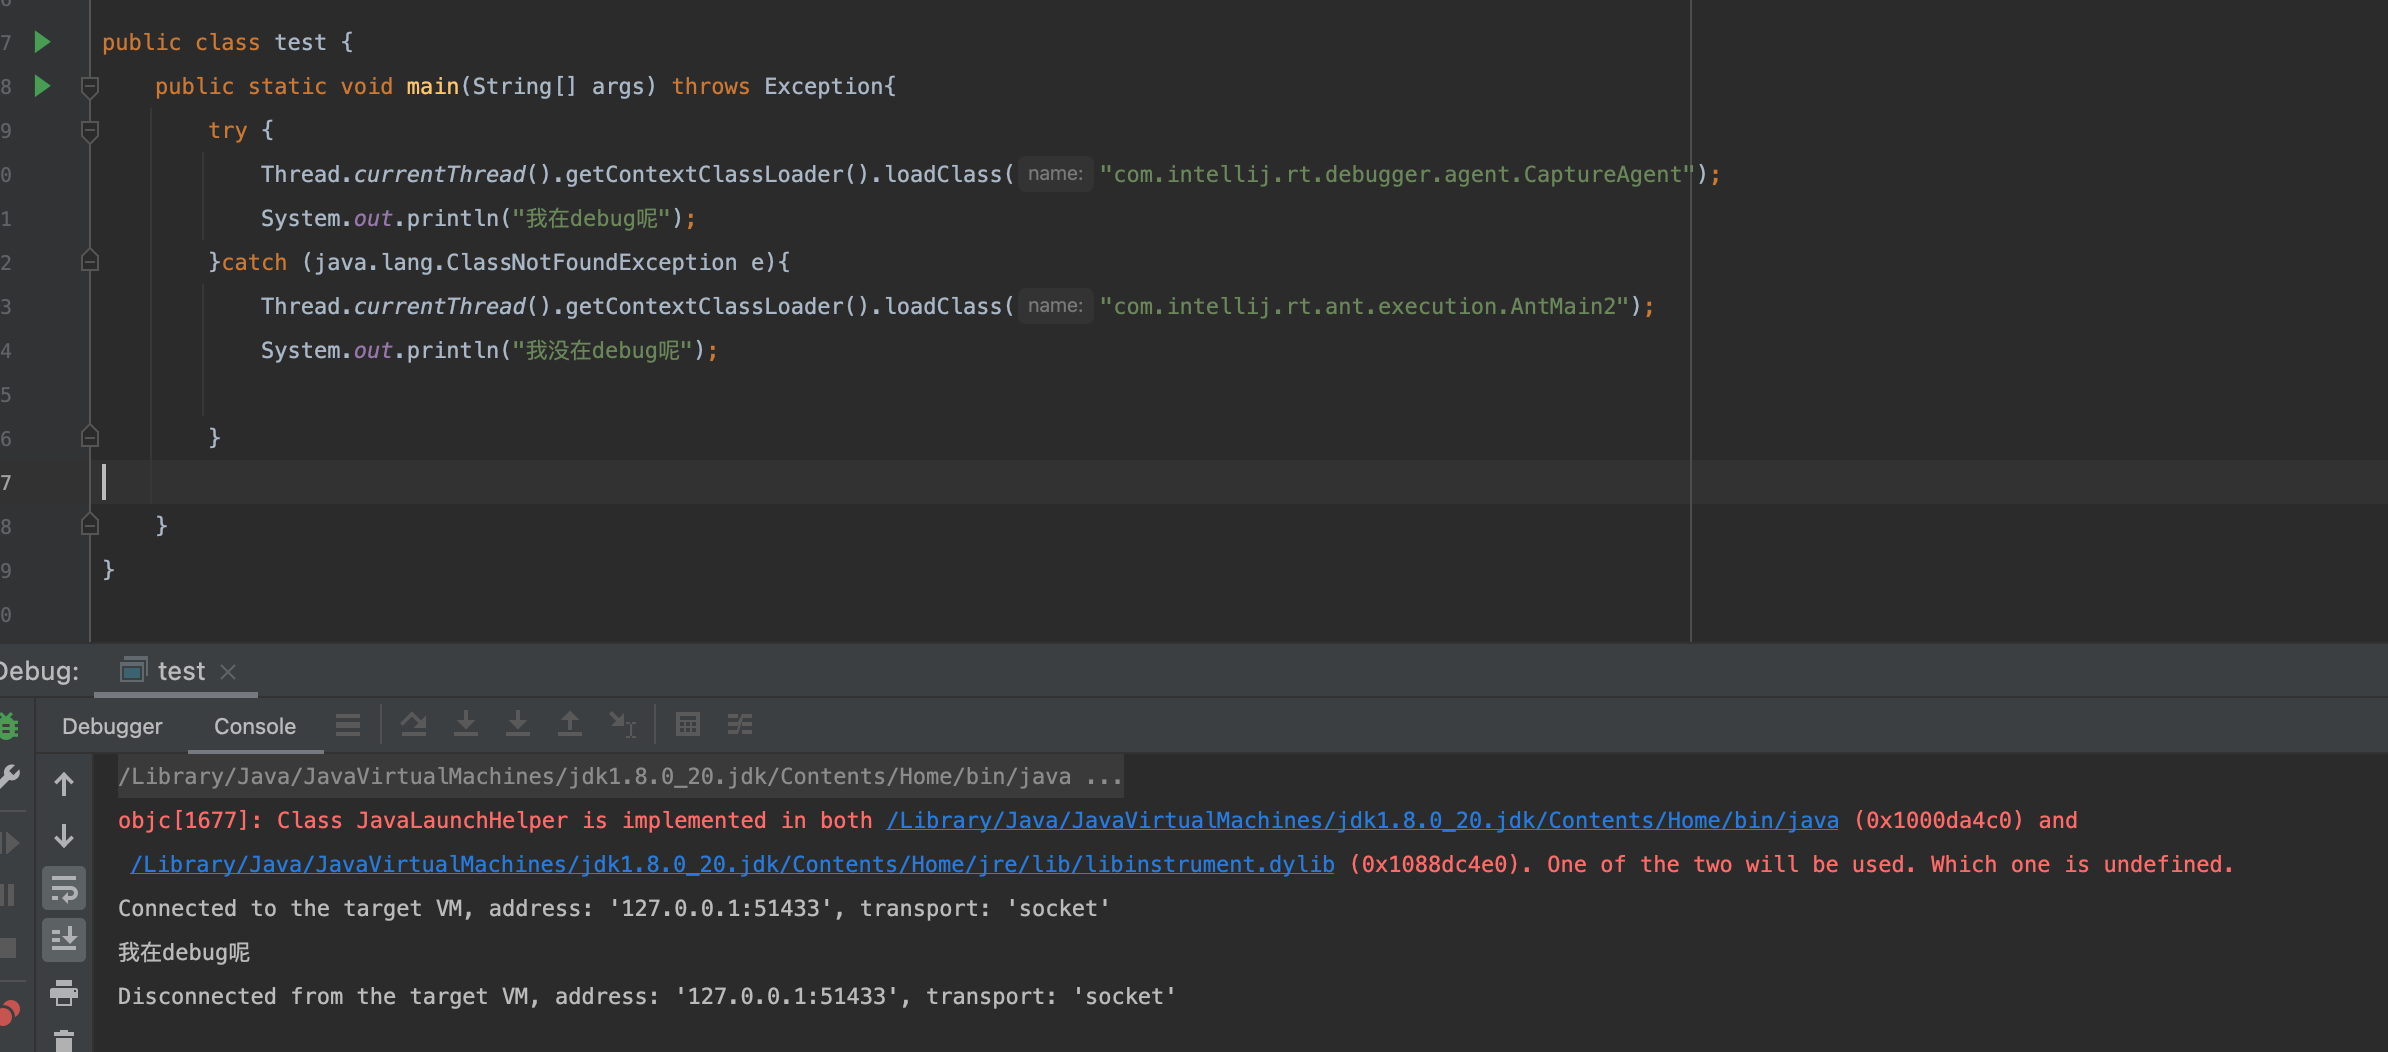 7 public class test {
8 public static void main(String[] args) throws Exception{
9 try {
0 Thread.currentThread().getContextClassLoader().loadClass( name: "com.intellij.rt.debugger.agent.CaptureAgent");
1 System.out.println("我在debug呢");
2 }catch (java.lang.ClassNotFoundException e){
3 Thread.currentThread().getContextClassLoader().loadClass( name: "com.intellij.rt.ant.execution.AntMain2");
4 System.out.println("我没在debug呢");
5
6 }
7
8 }
9 }
0
Debug: test
Debugger Console
/Library/Java/JavaVirtualMachines/jdk1.8.0_20.jdk/Contents/Home/bin/java ...
objc[1677]: Class JavaLaunchHelper is implemented in both /Library/Java/JavaVirtualMachines/jdk1.8.0_20.jdk/Contents/Home/bin/java (0x1000da4c0) and
/Library/Java/JavaVirtualMachines/jdk1.8.0_20.jdk/Contents/Home/jre/lib/libinstrument.dylib (0x1088dc4e0). One of the two will be used. Which one is undefined.
Connected to the target VM, address: '127.0.0.1:51433', transport: 'socket'
我在debug呢
Disconnected from the target VM, address: '127.0.0.1:51433', transport: 'socket'